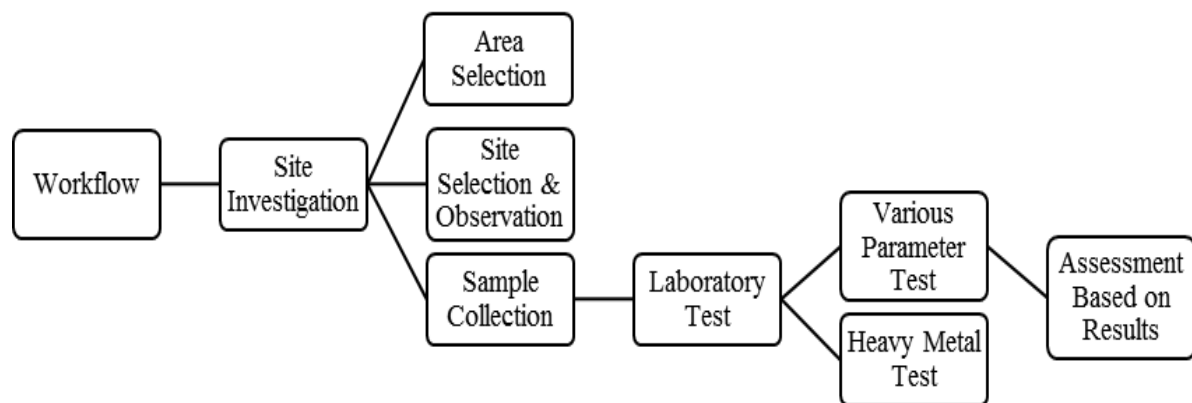 Workflow
Site
Investigation
Area
Selection
Site
Selection &
Observation
Sample
Collection
Laboratory
Test
Various
Parameter
Test
Heavy Metal
Test
Assessment
Based on
Results